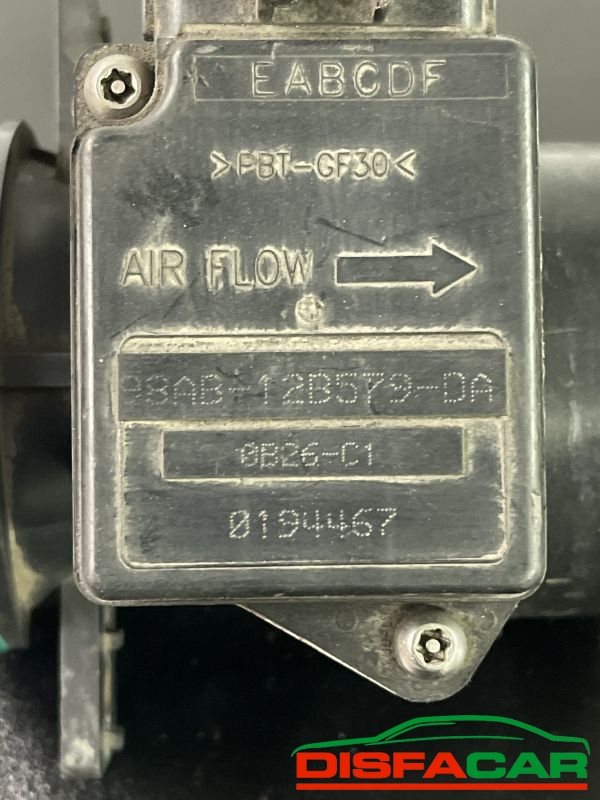 EABCDF
>PBT-GF30<
AIR FLOW
98AB-12B579-DA
0B26-C1
0194467
DISFACAR